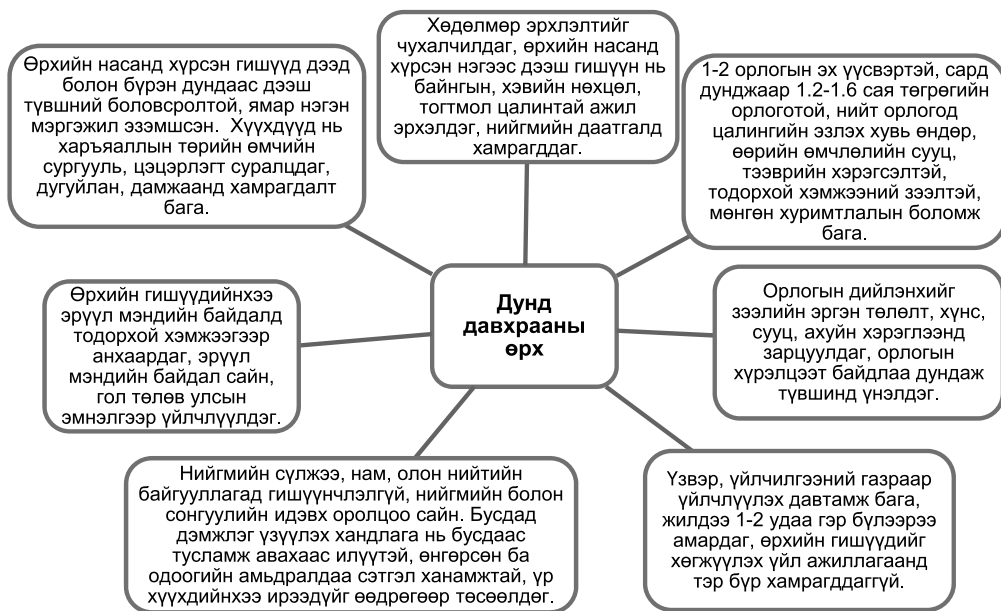 Хөдөлмөр эрхлэлтийг
чухалчилдаг, өрхийн насанд
хүрсэн нэгээс дээш гишүүн нь
байнгын, хэвийн нөхцөл,
тогтмол цалинтай ажил
эрхэлдэг, нийгмийн даатгалд
хамрагддаг.
Өрхийн насанд хүрсэн гишүүд дээд
болон бүрэн дундаас дээш
түвшний боловсролтой, ямар нэгэн
мэргэжил эзэмшсэн. Хүүхдүүд нь
харъяаллын төрийн өмчийн
сургууль, цэцэрлэгт суралцдаг,
дугуйлан, дамжаанд хамрагдалт
бага.
1-2 орлогын эх үүсвэртэй, сард
дунджаар 1.2-1.6 сая төгрөгийн
орлоготой, нийт орлогод
цалингийн эзлэх хувь өндөр,
өөрийн өмчлөлийн сууц,
тээврийн хэрэгсэлтэй,
тодорхой хэмжээний зээлтэй,
мөнгөн хуримтлалын боломж
бага.
Дунд
давхрааны
өрх
Өрхийн гишүүдийнхээ
эрүүл мэндийн байдалд
тодорхой хэмжээгээр
анхаардаг, эрүүл
мэндийн байдал сайн,
гол төлөв улсын
эмнэлгээр үйлчлүүлдэг.
Орлогын дийлэнхийг
зээлийн эргэн төлөлт, хүнс,
сууц, ахуйн хэрэглээнд
зарцуулдаг, орлогын
хүрэлцээт байдлаа дундаж
түвшинд үнэлдэг.
Нийгмийн сүлжээ, нам, олон нийтийн
байгууллагад гишүүнчлэлгүй, нийгмийн болон
сонгуулийн идэвх оролцоо сайн. Бусдад
дэмжлэг үзүүлэх хандлага нь бусдаас
тусламж авахаас илүүтэй, өнгөрсөн ба
одоогийн амьдралдаа сэтгэл ханамжтай, үр
хүүхдийнхээ ирээдүйг өөдрөгөөр төсөөлдөг.
Үзвэр, үйлчилгээний газраар
үйлчлүүлэх давтамж бага,
жилдээ 1-2 удаа гэр бүлээрээ
амардаг, өрхийн гишүүдийг
хөгжүүлэх үйл ажиллагаанд
тэр бүр хамрагддаггүй.